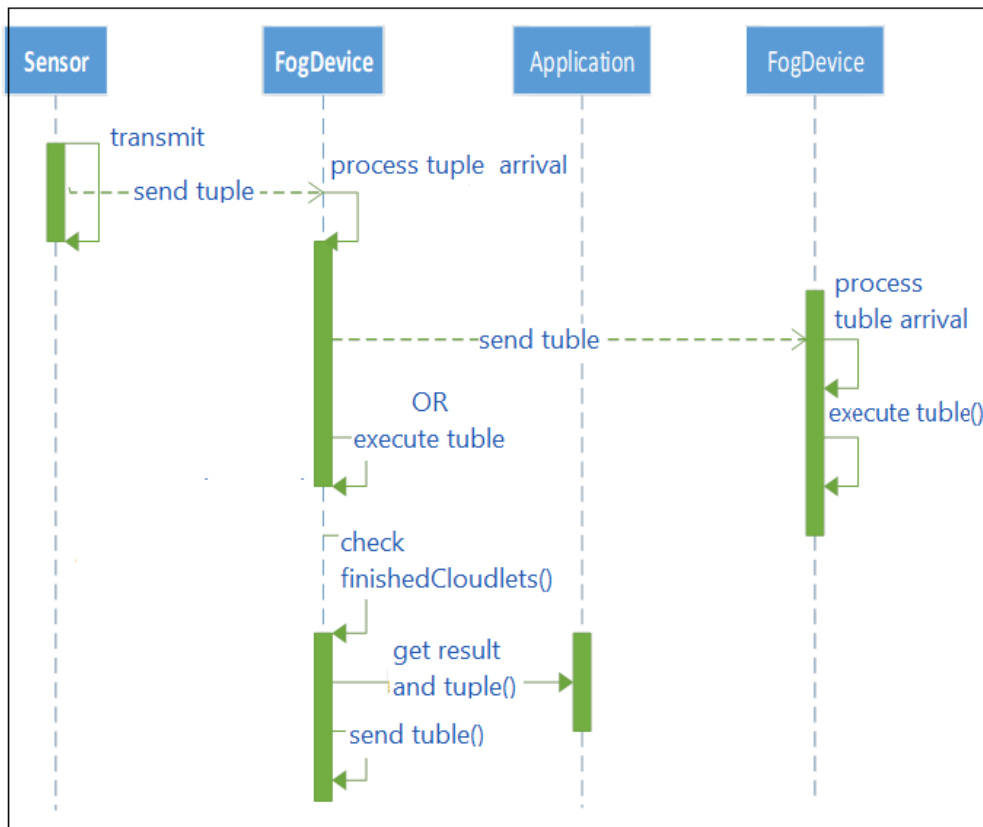 Sensor
FogDevice
Application
FogDevice
transmit
process tuple arrival
send tuple
process
tuble arrival
send tuble
OR
execute tuble()
execute tuble
check
finishedCloudlets()
get result
and tuple()
send tuble()